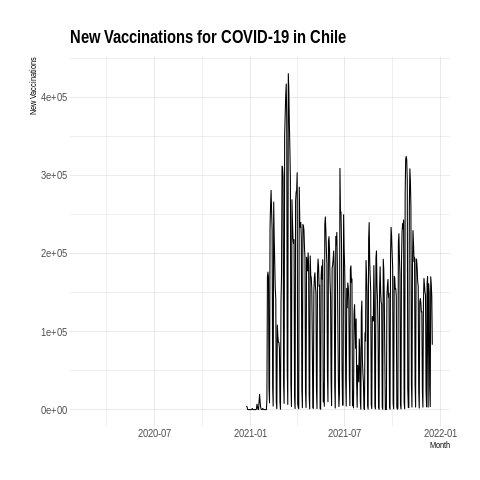 New Vaccinations for COVID-19 in Chile
New Vaccinations
4e+05
3e+05
2e+05
1e+05
0e+00
2020-07
2021-01
2021-07
2022-01
Month